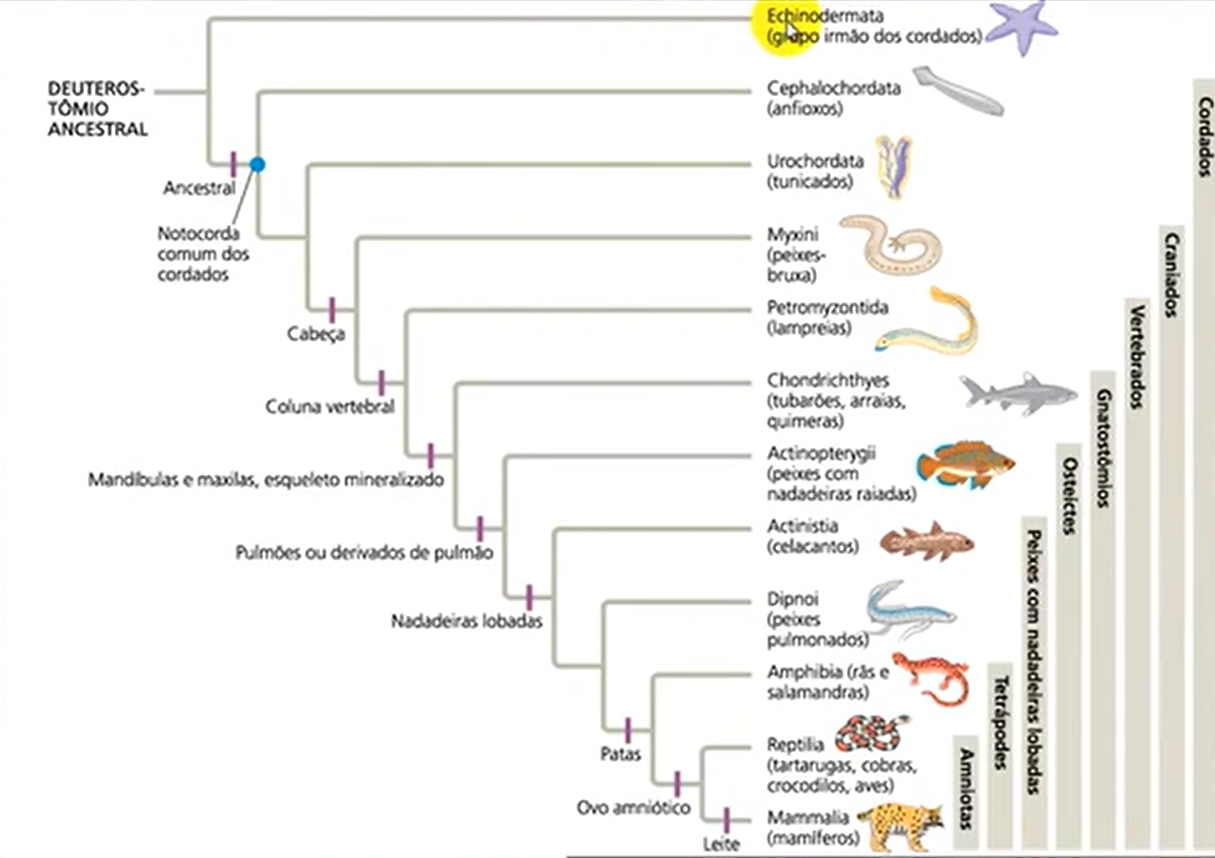 Echinodermata
(grupo irmão dos cordados)
DEUTEROS-
TÔMIO
ANCESTRAL
Cephalochordata
(anfioxos)
Urochordata
(tunicados)
Ancestral
Notocorda
comum dos
cordados
Myxini
(peixes-
bruxa)
Cabeça
Petromyzontida
(lampreias)
Coluna vertebral
Chondrichthyes
(tubarões, arraias,
quimeras)
Mandíbulas e maxilas, esqueleto mineralizado
Actinopterygii
(peixes com
nadadeiras raiadas)
Pulmões ou derivados de pulmão
Actinistia
(celacantos)
Nadadeiras lobadas
Dipnoi
(peixes
pulmonados)
Amphibia (rãs e
salamandras)
Patas
Reptilia
(tartarugas, cobras,
crocodilos, aves)
Ovo amniótico
Mammalia
(mamíferos)
Leite
Amniotas
Tetrápodes
Peixes com nadadeiras lobadas
Osteíctes
Gnatostômios
Vertebrados
Craniados
Cordados